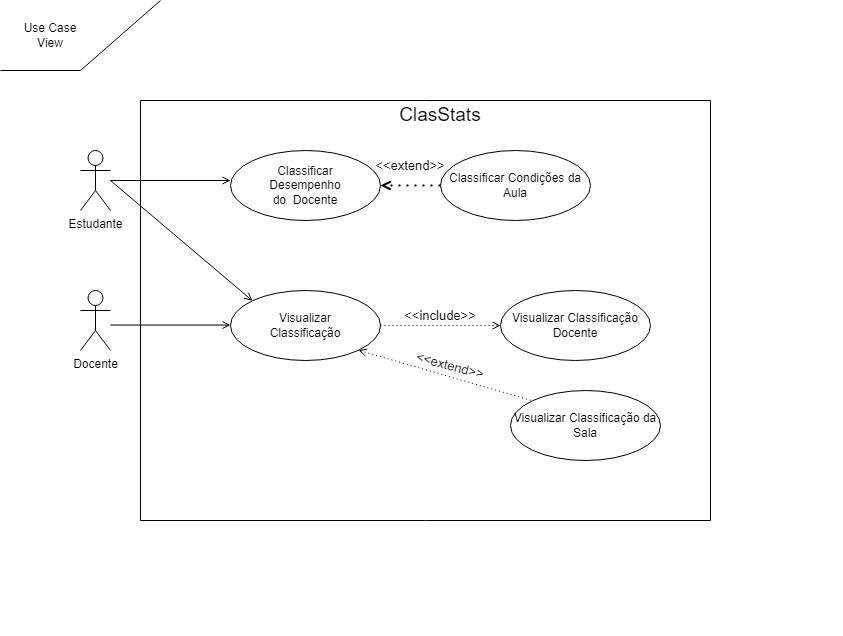 Use Case
View
ClasStats
Classificar
Desempenho
do Docente
<<extend>>
Classificar Condições da
Aula
Estudante
Visualizar
Classificação
<<include>>
Visualizar Classificação
Docente
Docente
<<extend>>
Visualizar Classificação da
Sala